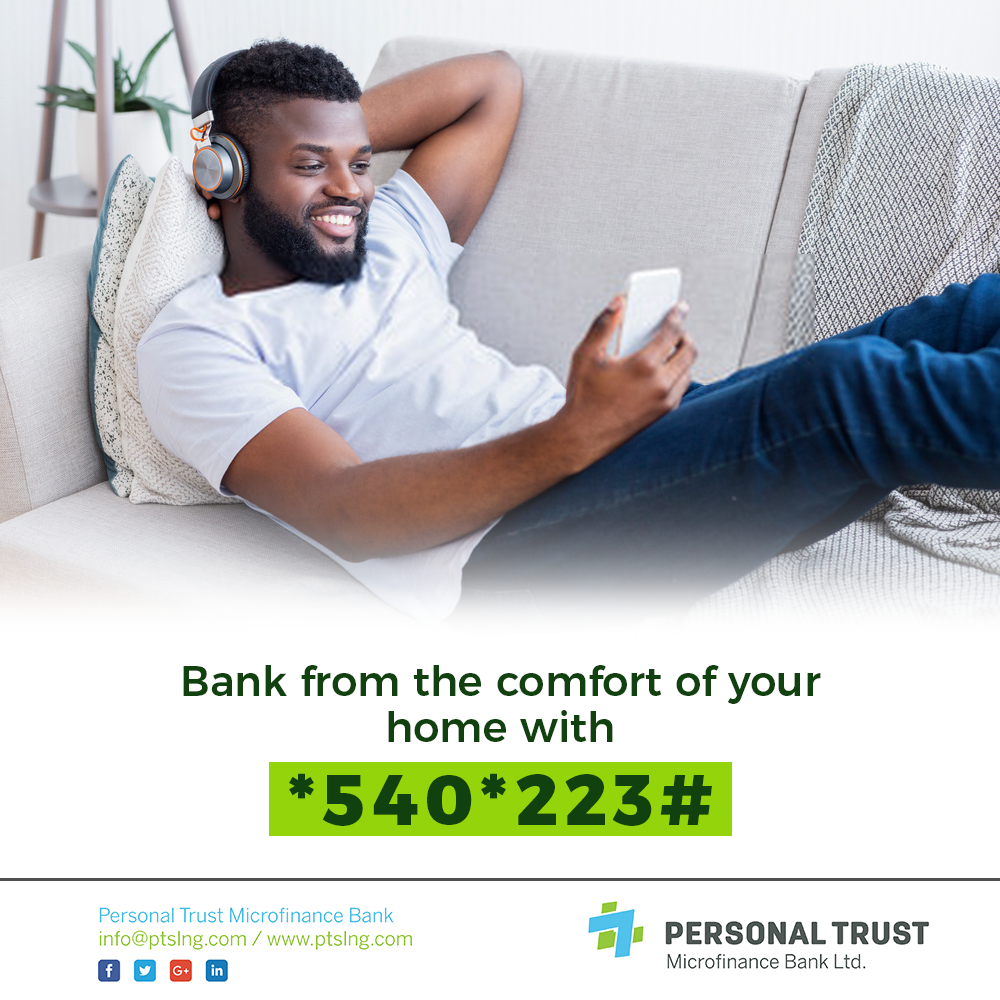 Bank from the comfort of your
home with
*540*223#
Personal Trust Microfinance Bank
info@ptslng.com / www.ptslng.com
f
G+
in
PERSONAL TRUST
Microfinance Bank Ltd.